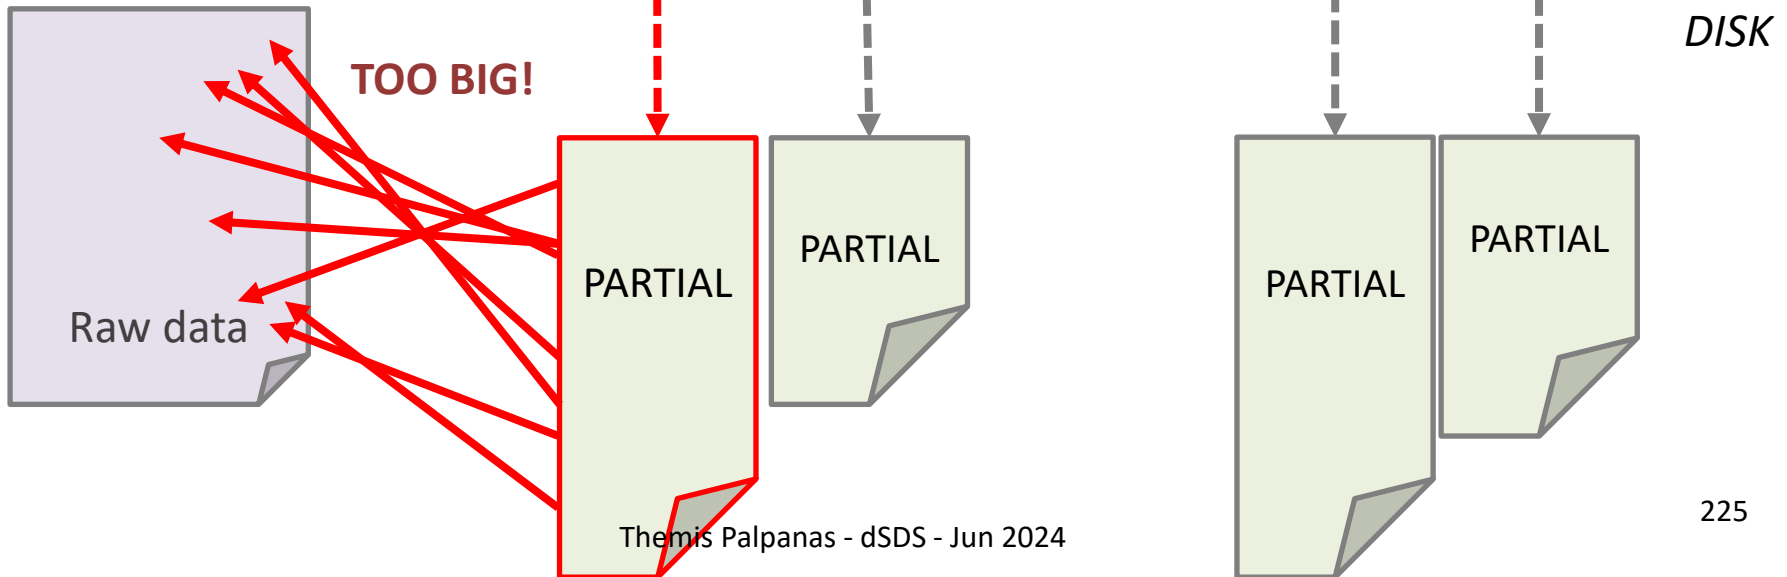 DISK
TOO BIG!
PARTIAL
PARTIAL
PARTIAL
PARTIAL
Raw data
Themis Palpanas - dSDS - Jun 2024
225